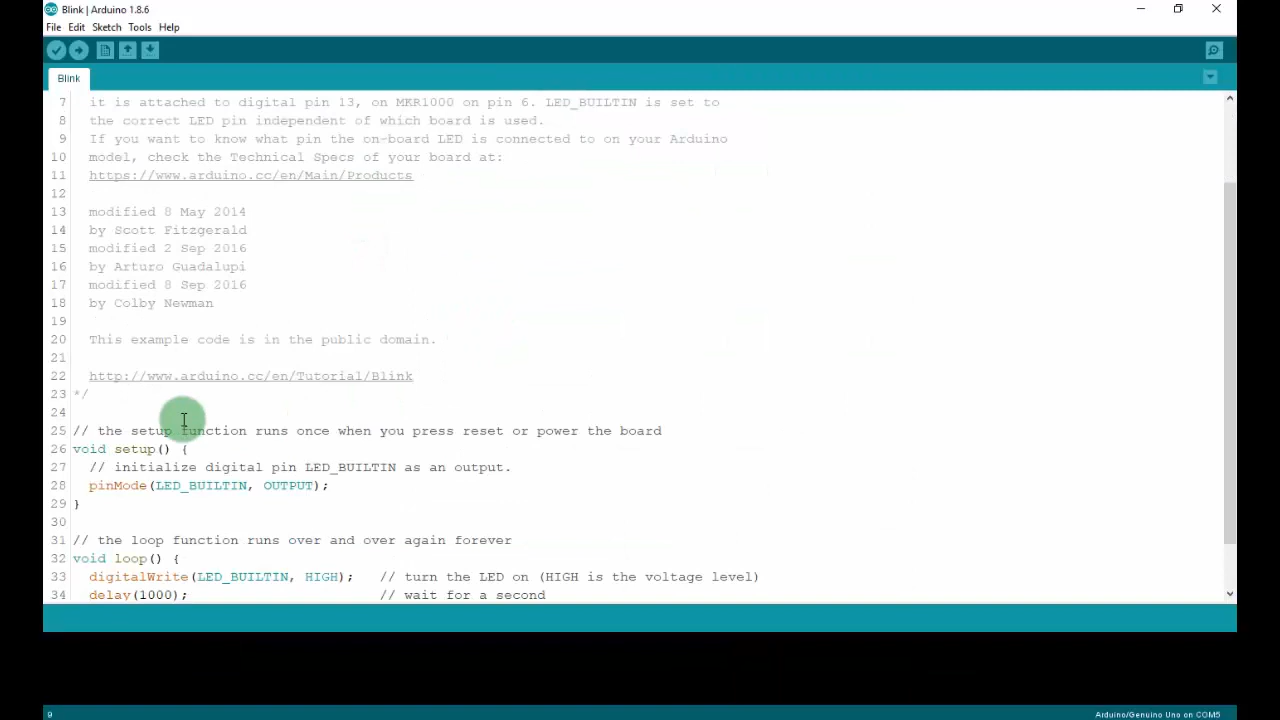 Blink | Arduino 1.8.6
File Edit Sketch Tools Help
Blink
7 it is attached to digital pin 13, on MKR1000 on pin 6. LED_BUILTIN is set to
8 the correct LED pin independent of which board is used.
9 If you want to know what pin the on-board LED is connected to on your Arduino
10 model, check the Technical Specs of your board at:
11 https://www.arduino.cc/en/Main/Products
12
13 modified 8 May 2014
14 by Scott Fitzgerald
15 modified 2 Sep 2016
16 by Arturo Guadalupi
17 modified 8 Sep 2016
18 by Colby Newman
19
20 This example code is in the public domain.
21
22 http://www.arduino.cc/en/Tutorial/Blink
23 */
24
25 // the setup function runs once when you press reset or power the board
26 void setup() {
27 // initialize digital pin LED_BUILTIN as an output.
28 pinMode(LED_BUILTIN, OUTPUT);
29 }
30
31 // the loop function runs over and over again forever
32 void loop() {
33 digitalWrite(LED_BUILTIN, HIGH); // turn the LED on (HIGH is the voltage level)
34 delay(1000); // wait for a second
9 Arduino/Genuino Uno on COM5